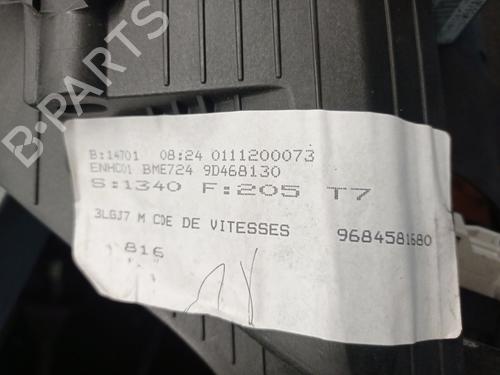 B-PARTS
B:14701 08:24 0111200073
ENHC01 BME724 9D468130
S:1340 F:205 T7
3LGJ7 M CDE DE VITESSES 9684581680
816